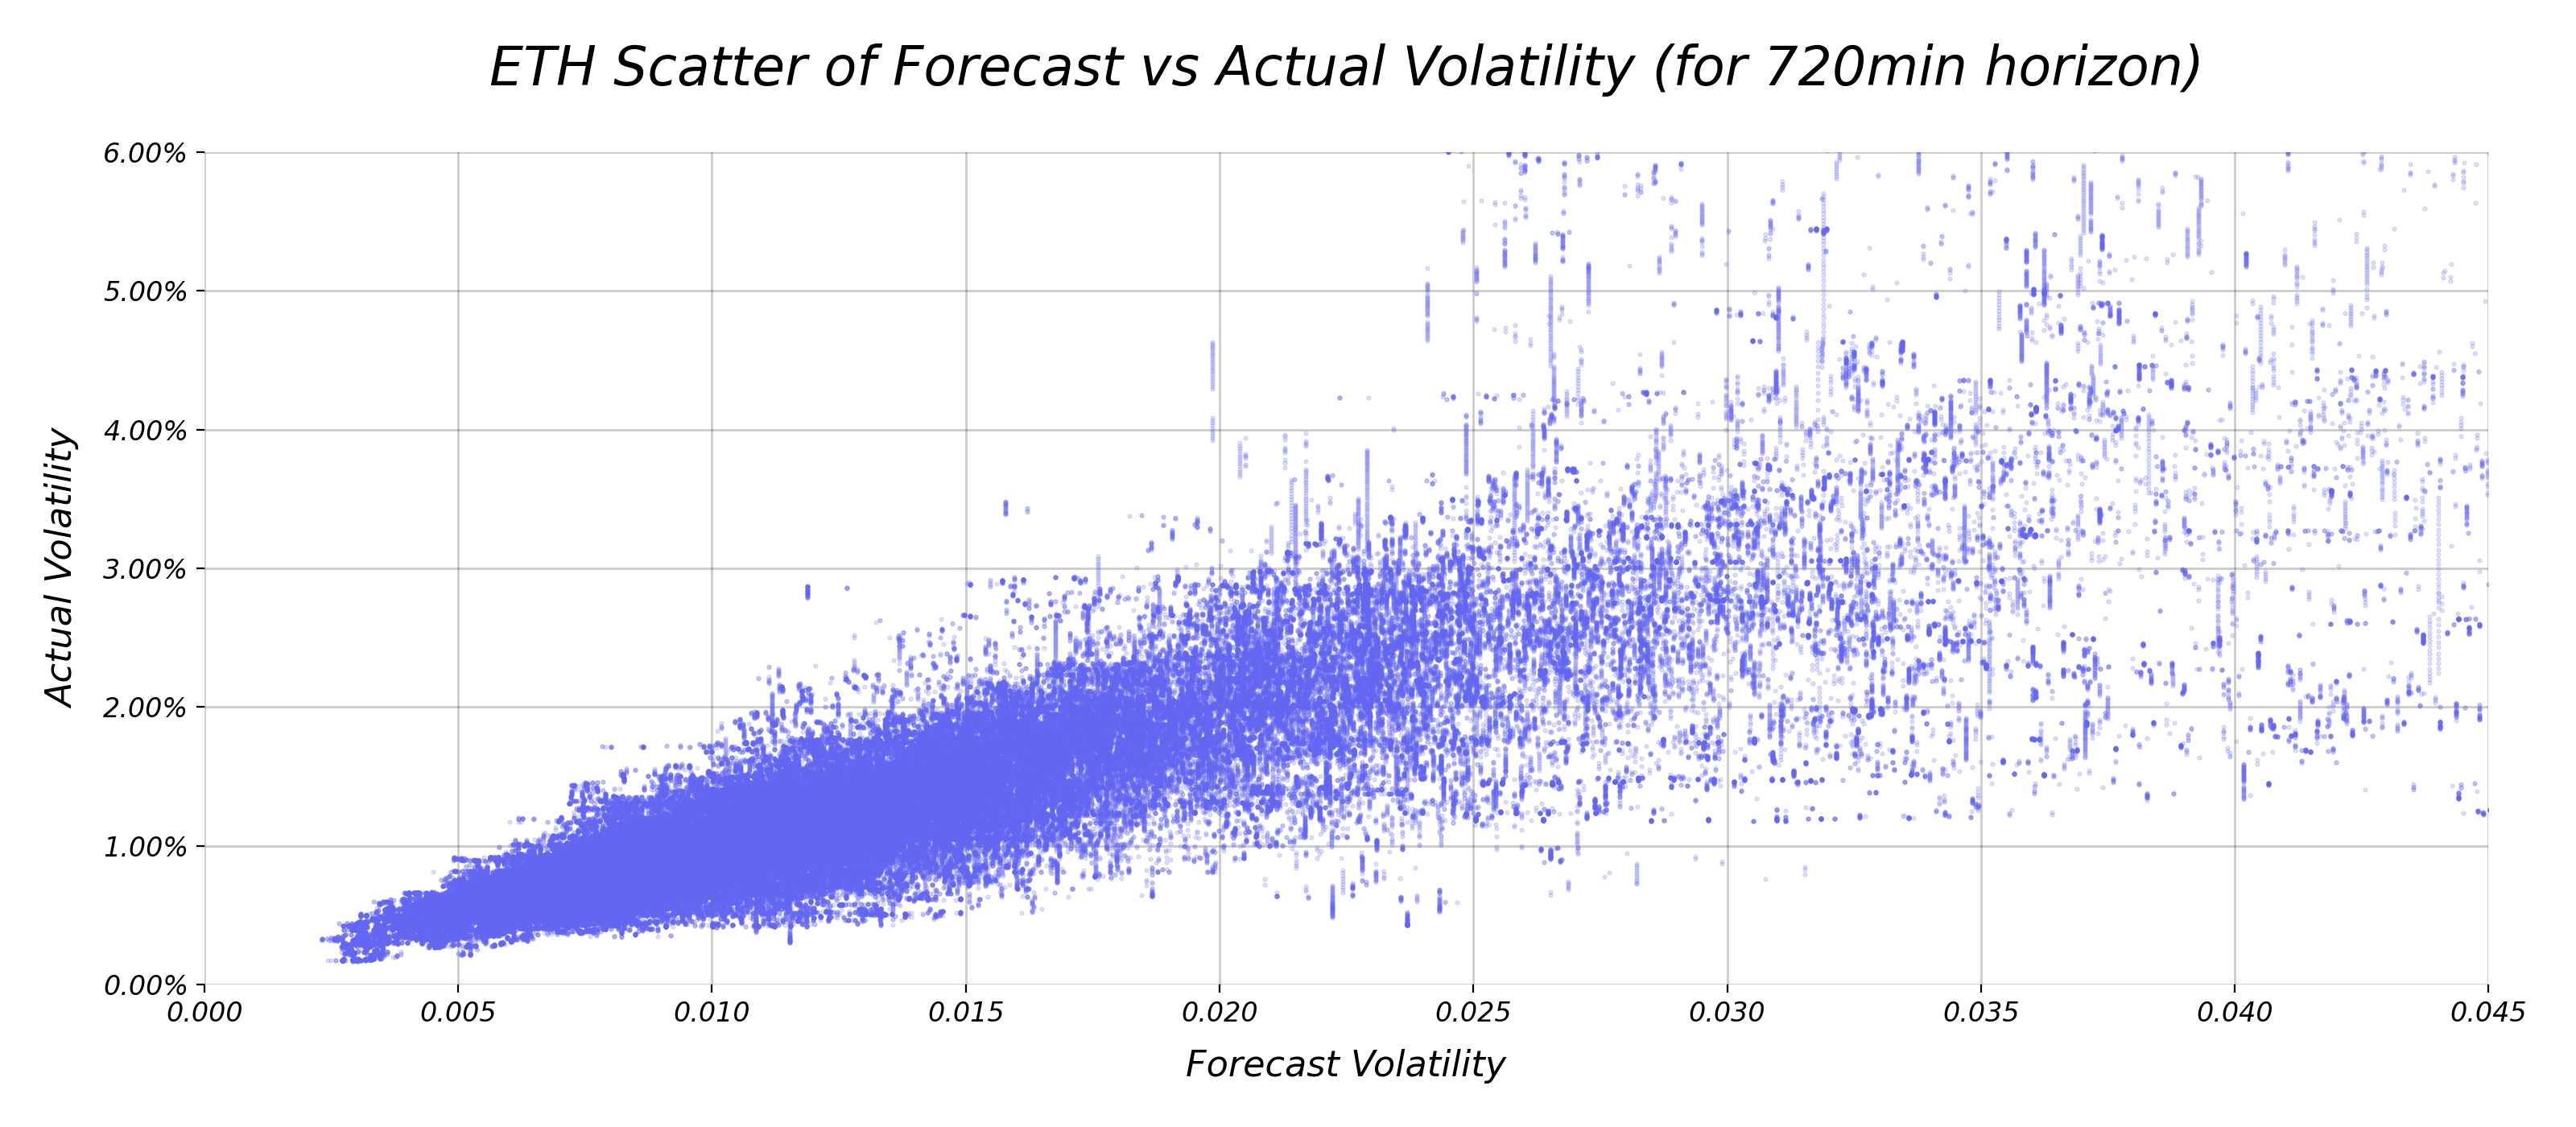 ETH Scatter of Forecast vs Actual Volatility (for 720min horizon)
6.00%
5.00%
4.00%
3.00%
2.00%
1.00%
0.00%
Actual Volatility
0.000 0.005 0.010 0.015 0.020 0.025 0.030 0.035 0.040 0.045
Forecast Volatility